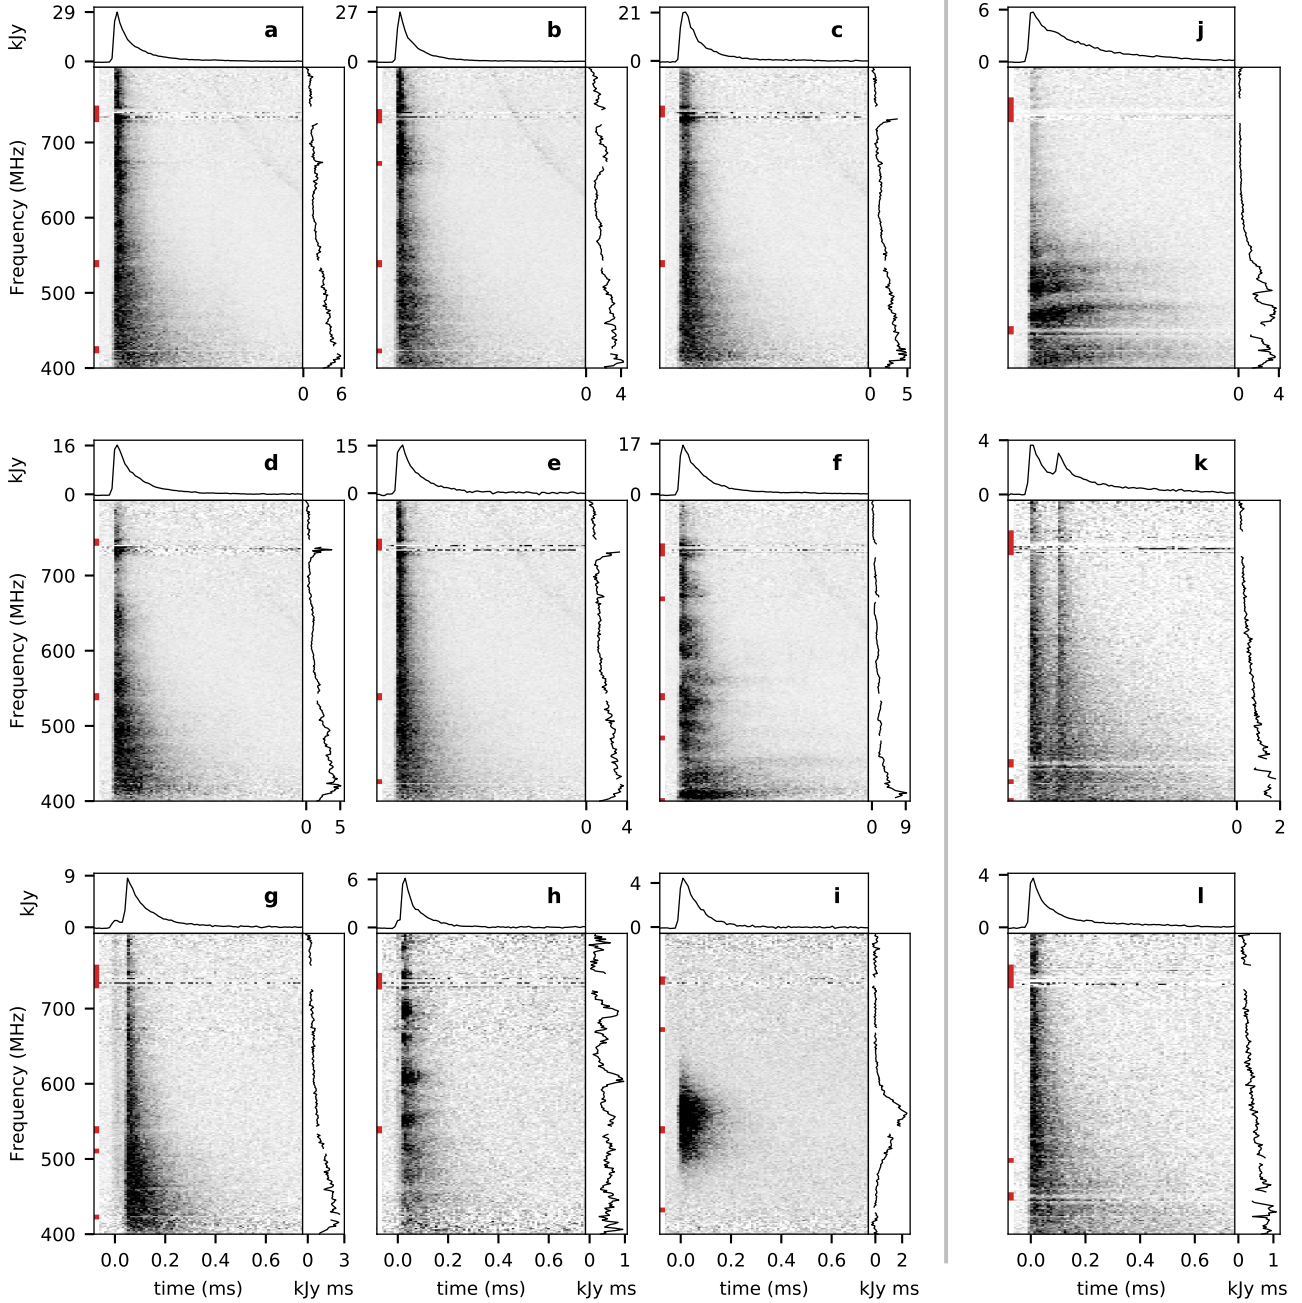 29 a 27 b 21 c 6 j
kJy 0 0 0 0
700
600
500
400
Frequency (MHz)
0 6 0 4 0 5 0 4
16 d 15 e 17 f 4 k
kJy 0 0 0 0
700
600
500
400
Frequency (MHz)
0 5 0 4 0 9 0 2
9 g 6 h 4 i 4 l
kJy 0 0 0 0
700
600
500
400
Frequency (MHz)
0.0 0.2 0.4 0.6 0 3 0.0 0.2 0.4 0.6 0 1 0.0 0.2 0.4 0.6 0 2 0.0 0.2 0.4 0.6 0 1
time (ms) kJy ms time (ms) kJy ms time (ms) kJy ms time (ms) kJy ms